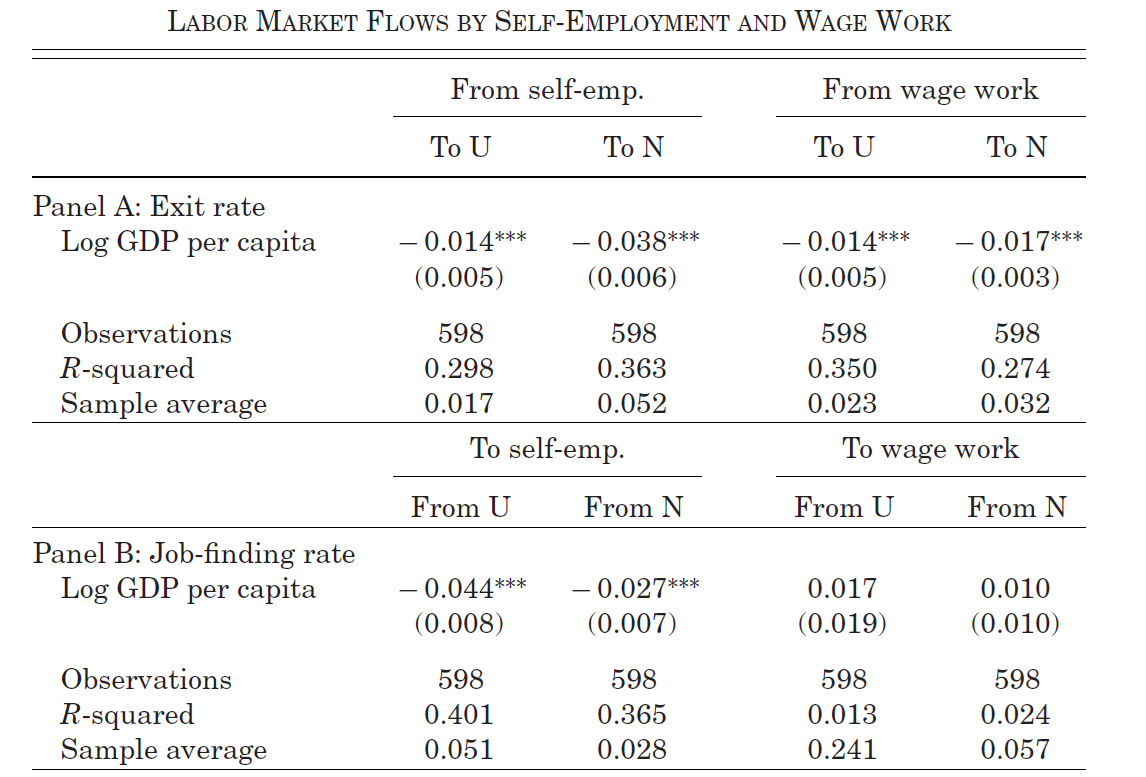 LABOR MARKET FLOWS BY SELF-EMPLOYMENT AND WAGE WORK
From self-emp. From wage work
To U To N To U To N
Panel A: Exit rate
Log GDP per capita − 0.014*** − 0.038*** − 0.014*** − 0.017***
(0.005) (0.006) (0.005) (0.003)
Observations 598 598 598 598
R-squared 0.298 0.363 0.350 0.274
Sample average 0.017 0.052 0.023 0.032
To self-emp. To wage work
From U From N From U From N
Panel B: Job-finding rate
Log GDP per capita − 0.044*** − 0.027*** 0.017 0.010
(0.008) (0.007) (0.019) (0.010)
Observations 598 598 598 598
R-squared 0.401 0.365 0.013 0.024
Sample average 0.051 0.028 0.241 0.057